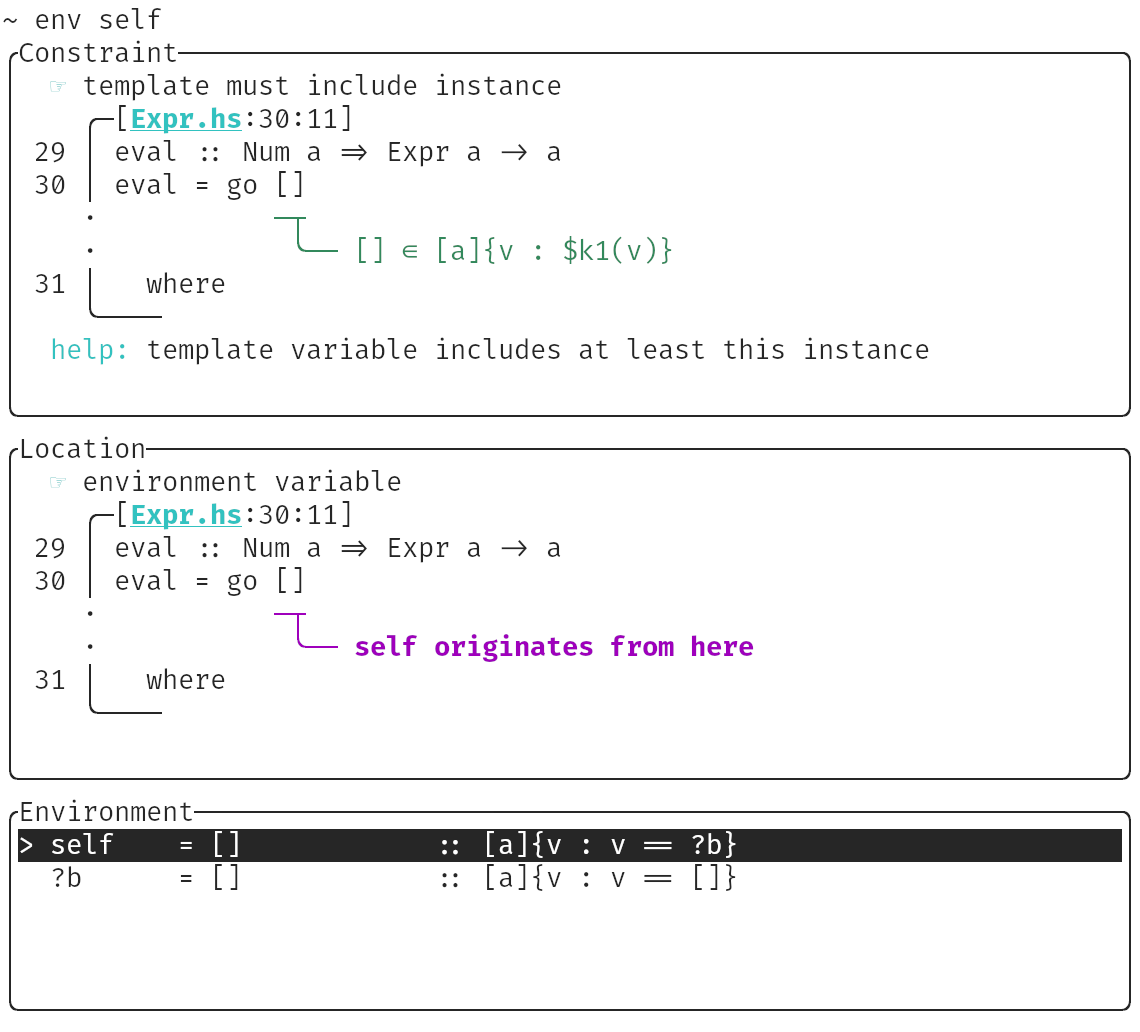 ~ env self
Constraint
☞ template must include instance
[Expr.hs:30:11]
29 eval :: Num a => Expr a -> a
30 eval = go []
[] ∈ [a]{v : $k1(v)}
31 where
help: template variable includes at least this instance
Location
☞ environment variable
[Expr.hs:30:11]
29 eval :: Num a => Expr a -> a
30 eval = go []
self originates from here
31 where
Environment
> self = [] :: [a]{v : v == ?b}
?b = [] :: [a]{v : v == []}